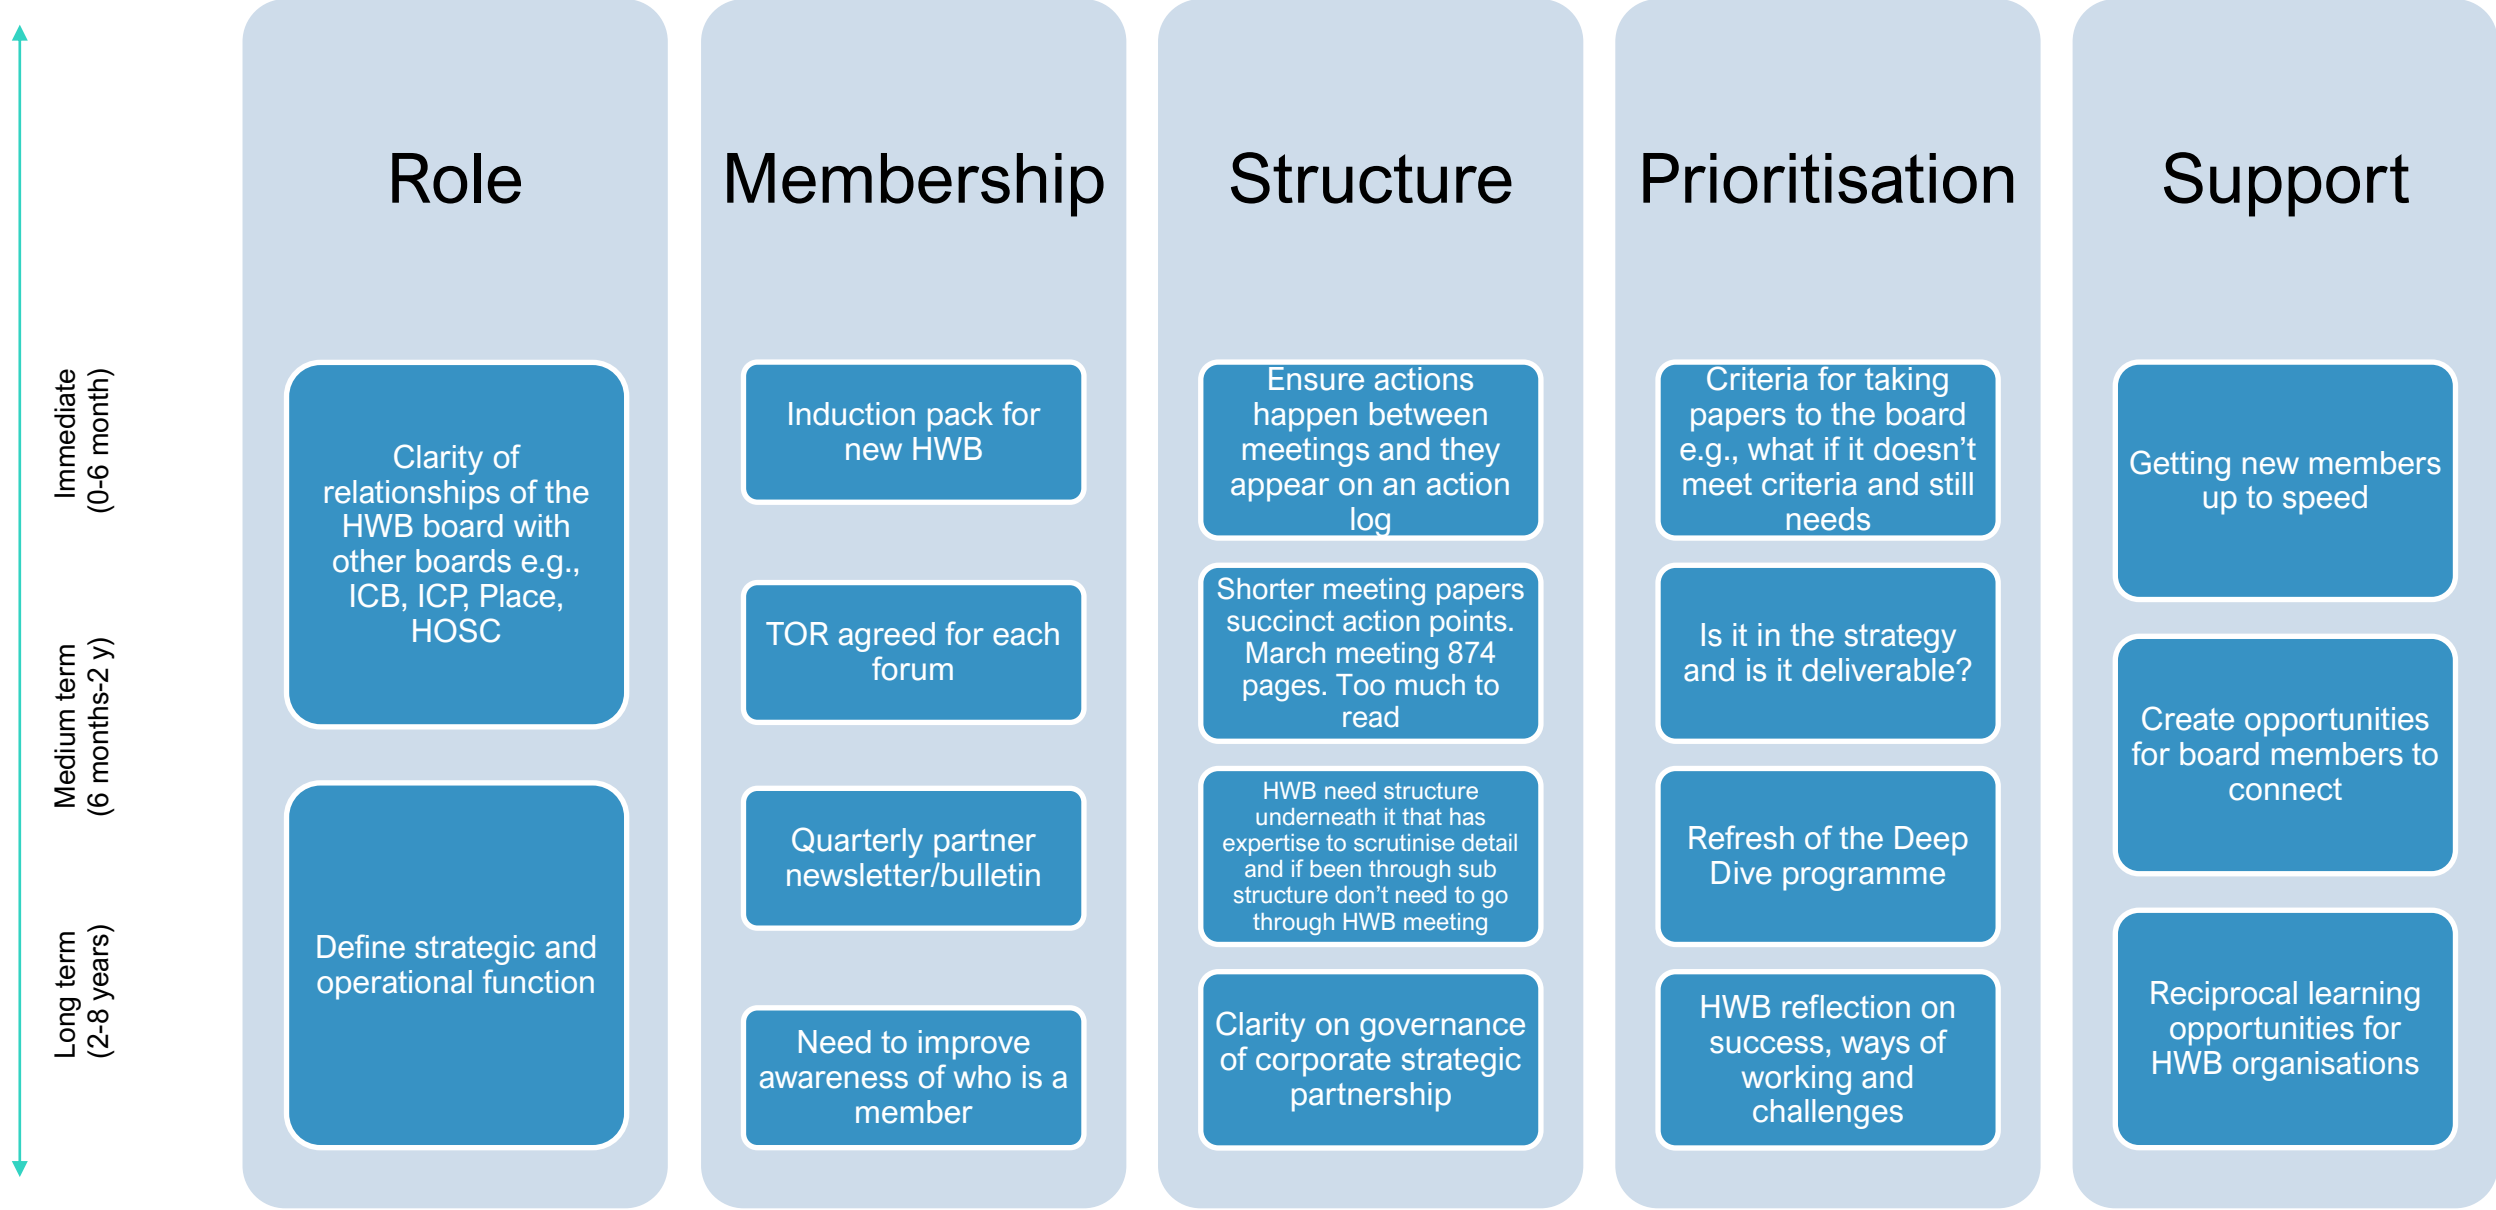 Immediate
(0-6 month)
Medium term
(6 months-2 y)
Long term
(2-8 years)
Role
Clarity of
relationships of the
HWB board with
other boards e.g.,
ICB, ICP, Place,
HOSC
Define strategic and
operational function
Membership
Induction pack for
new HWB
TOR agreed for each
forum
Quarterly partner
newsletter/bulletin
Need to improve
awareness of who is a
member
Structure
Ensure actions
happen between
meetings and they
appear on an action
log
Shorter meeting papers
succinct action points.
March meeting 874
pages. Too much to
read
HWB need structure
underneath it that has
expertise to scrutinise detail
and if been through sub
structure don’t need to go
through HWB meeting
Clarity on governance
of corporate strategic
partnership
Prioritisation
Criteria for taking
papers to the board
e.g., what if it doesn’t
meet criteria and still
needs
Is it in the strategy
and is it deliverable?
Refresh of the Deep
Dive programme
HWB reflection on
success, ways of
working and
challenges
Support
Getting new members
up to speed
Create opportunities
for board members to
connect
Reciprocal learning
opportunities for
HWB organisations